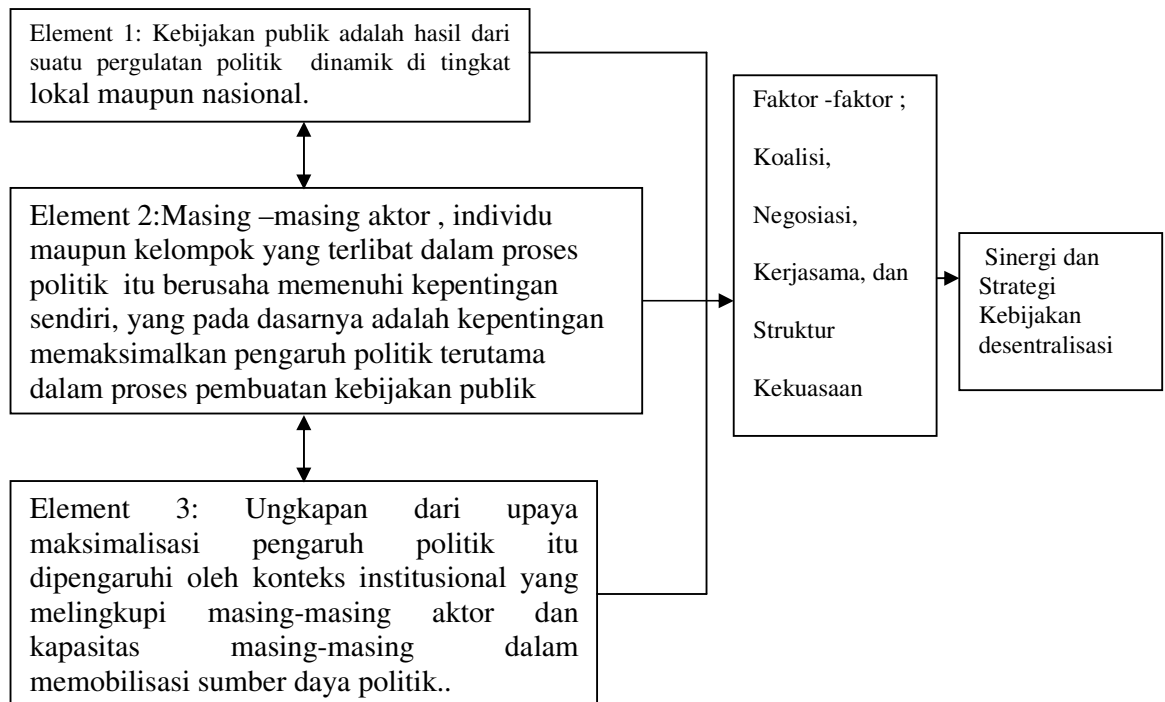 Element 1: Kebijakan publik adalah hasil dari
suatu pergulatan politik dinamik di tingkat
lokal maupun nasional.
Element 2:Masing –masing aktor , individu
maupun kelompok yang terlibat dalam proses
politik itu berusaha memenuhi kepentingan
sendiri, yang pada dasarnya adalah kepentingan
memaksimalkan pengaruh politik terutama
dalam proses pembuatan kebijakan publik
Element 3: Ungkapan dari upaya
maksimalisasi pengaruh politik itu
dipengaruhi oleh konteks institusional yang
melingkupi masing-masing aktor dan
kapasitas masing-masing dalam
memobilisasi sumber daya politik..
Faktor -faktor ;
Koalisi,
Negosiasi,
Kerjasama, dan
Struktur
Kekuasaan
Sinergi dan
Strategi
Kebijakan
desentralisasi